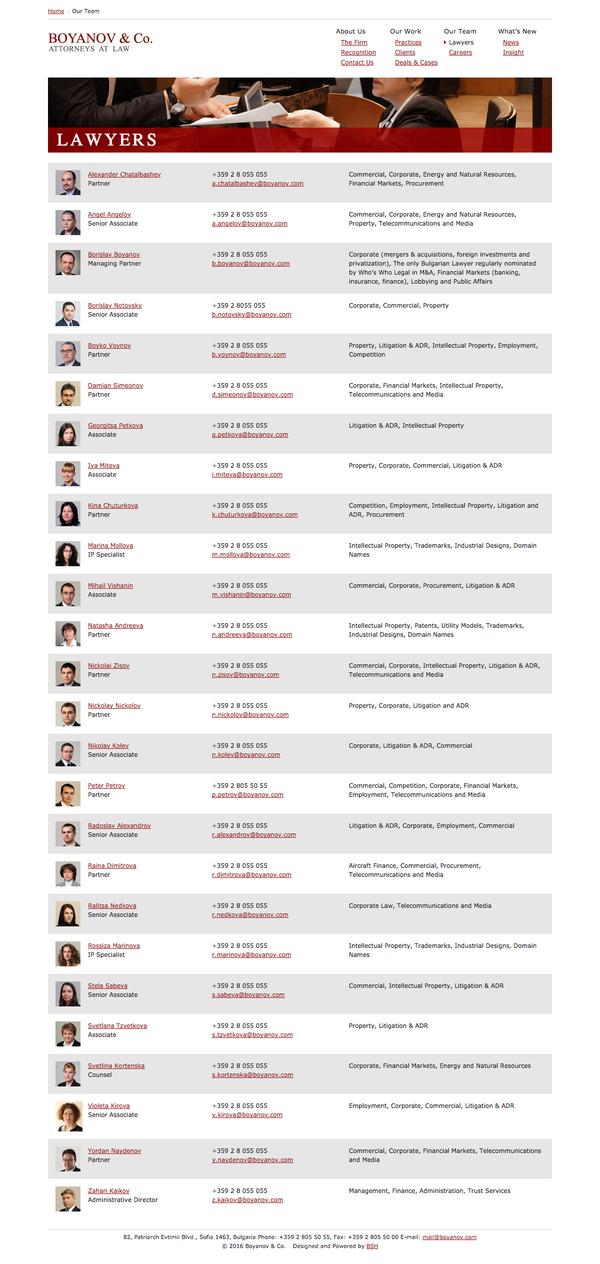 Home » Our Team
BOYANOV & Co.
ATTORNEYS AT LAW
About Us
The Firm
Recognition
Contact Us
Our Work
Practices
Clients
Deals & Cases
Our Team
Lawyers
Careers
What's New
News
Insight
LAWYERS
Alexander Chatalbashev
Partner
+359 2 8 055 055
a.chatalbashev@boyanov.com
Commercial, Corporate, Energy and Natural Resources,
Financial Markets, Procurement
Angel Angelov
Senior Associate
+359 2 8 055 055
a.angelov@boyanov.com
Commercial, Corporate, Energy and Natural Resources,
Property, Telecommunications and Media
Borislav Boyanov
Managing Partner
+359 2 8 055 055
b.boyanov@boyanov.com
Corporate (mergers & acquisitions, foreign investments and
privatization), The only Bulgarian Lawyer regularly nominated
by Who's Who Legal in M&A, Financial Markets (banking,
insurance, finance), Lobbying and Public Affairs
Borislav Notovsky
Senior Associate
+359 2 8055 055
b.notovsky@boyanov.com
Corporate, Commercial, Property
Boyko Voynov
Partner
+359 2 8 055 055
b.voynov@boyanov.com
Property, Litigation & ADR, Intellectual Property, Employment,
Competition
Damian Simeonov
Partner
+359 2 8 055 055
d.simeonov@boyanov.com
Corporate, Financial Markets, Intellectual Property,
Telecommunications and Media
Georgitsa Petkova
Associate
+359 2 8 055 055
g.petkova@boyanov.com
Litigation & ADR, Intellectual Property
Iva Miteva
Associate
+359 2 8 055 055
i.miteva@boyanov.com
Property, Corporate, Commercial, Litigation & ADR
Kina Chuturkova
Partner
+359 2 8 055 055
k.chuturkova@boyanov.com
Competition, Employment, Intellectual Property, Litigation and
ADR, Procurement
Marina Mollova
IP Specialist
+359 2 8 055 055
m.mollova@boyanov.com
Intellectual Property, Trademarks, Industrial Designs, Domain
Names
Mihail Vishanin
Associate
+359 2 8 055 055
m.vishanin@boyanov.com
Commercial, Corporate, Procurement, Litigation & ADR
Natasha Andreeva
Partner
+359 2 8 055 055
n.andreeva@boyanov.com
Intellectual Property, Patents, Utility Models, Trademarks,
Industrial Designs, Domain Names
Nickolai Zisov
Partner
+359 2 8 055 055
n.zisov@boyanov.com
Commercial, Corporate, Intellectual Property, Litigation & ADR,
Telecommunications and Media
Nickolay Nickolov
Partner
+359 2 8 055 055
n.nickolov@boyanov.com
Property, Corporate, Litigation and ADR
Nikolay Kolev
Senior Associate
+359 2 8 055 055
n.kolev@boyanov.com
Corporate, Litigation & ADR, Commercial
Peter Petrov
Partner
+359 2 805 50 55
p.petrov@boyanov.com
Commercial, Competition, Corporate, Financial Markets,
Employment, Telecommunications and Media
Radoslav Alexandrov
Senior Associate
+359 2 8 055 055
r.alexandrov@boyanov.com
Litigation & ADR, Corporate, Employment, Commercial
Raina Dimitrova
Partner
+359 2 8 055 055
r.dimitrova@boyanov.com
Aircraft Finance, Commercial, Procurement,
Telecommunications and Media
Ralitsa Nedkova
Senior Associate
+359 2 8 055 055
r.nedkova@boyanov.com
Corporate Law, Telecommunications and Media
Rossiza Marinova
IP Specialist
+359 2 8 055 055
r.marinova@boyanov.com
Intellectual Property, Trademarks, Industrial Designs, Domain
Names
Stela Sabeva
Senior Associate
+359 2 8 055 055
s.sabeva@boyanov.com
Commercial, Intellectual Property, Litigation & ADR
Svetlana Tzvetkova
Associate
+359 2 8 055 055
s.tzvetkova@boyanov.com
Property, Litigation & ADR
Svetlina Kortenska
Counsel
+359 2 8 055 055
s.kortenska@boyanov.com
Corporate, Financial Markets, Energy and Natural Resources
Violeta Kirova
Senior Associate
+359 2 8 055 055
v.kirova@boyanov.com
Employment, Corporate, Commercial, Litigation & ADR
Yordan Naydenov
Partner
+359 2 8 055 055
y.naydenov@boyanov.com
Commercial, Corporate, Financial Markets, Telecommunications
and Media
Zahari Kaikov
Administrative Director
+359 2 8 055 055
z.kaikov@boyanov.com
Management, Finance, Administration, Trust Services
82, Patriarch Evtimii Blvd., Sofia 1463, Bulgaria Phone: +359 2 805 50 55, Fax: +359 2 805 50 00 E-mail: mail@boyanov.com
© 2016 Boyanov & Co. Designed and Powered by BSH